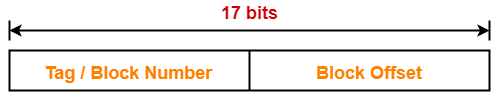 17 bits
Tag / Block Number
Block Offset